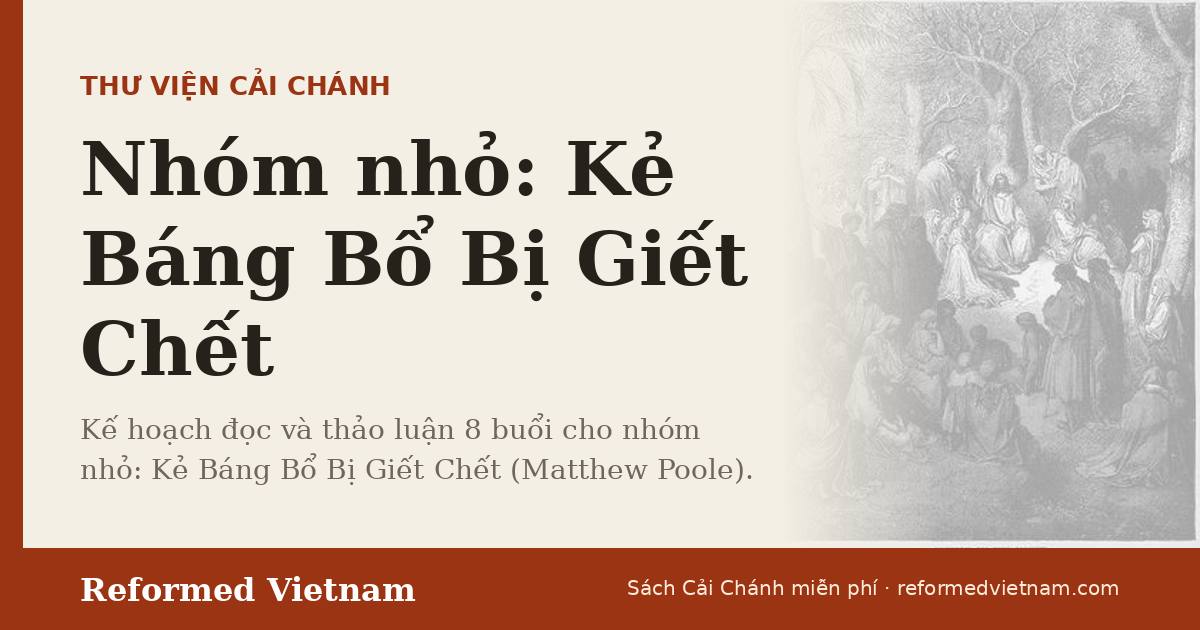 THƯ VIỆN CẢI CHÁNH
Nhóm nhỏ: Kẻ
Báng Bổ Bị Giết
Chết
Kế hoạch đọc và thảo luận 8 buổi cho nhóm
nhỏ: Kẻ Báng Bổ Bị Giết Chết (Matthew Poole).
Reformed Vietnam
Sách Cải Chánh miễn phí · reformedvietnam.com